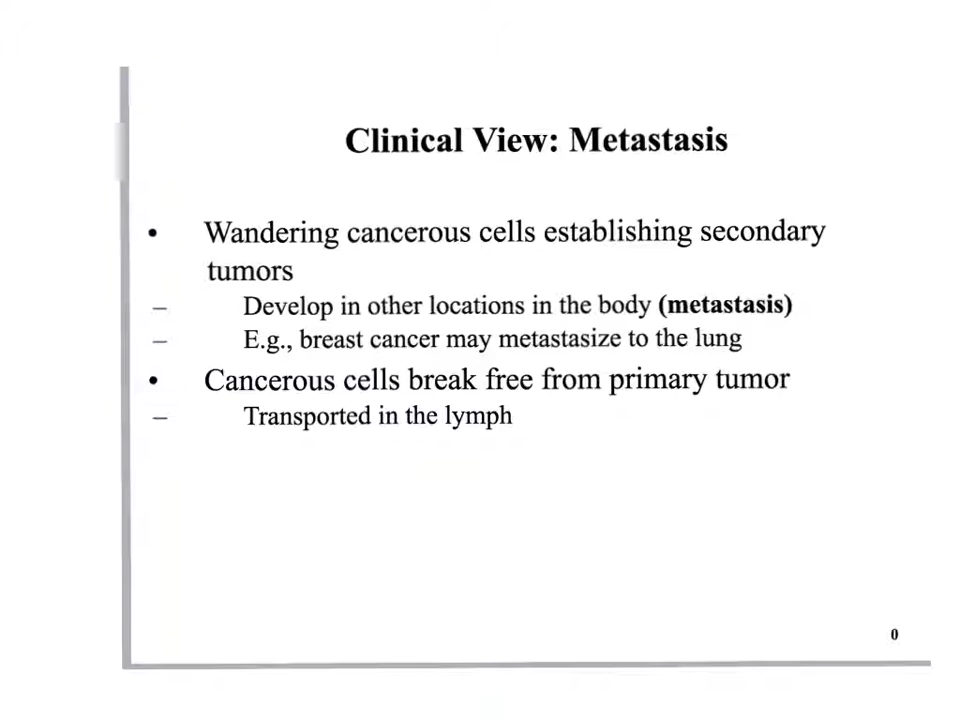 Clinical View: Metastasis
• Wandering cancerous cells establishing secondary
tumors
– Develop in other locations in the body (metastasis)
– E.g., breast cancer may metastasize to the lung
• Cancerous cells break free from primary tumor
– Transported in the lymph
0